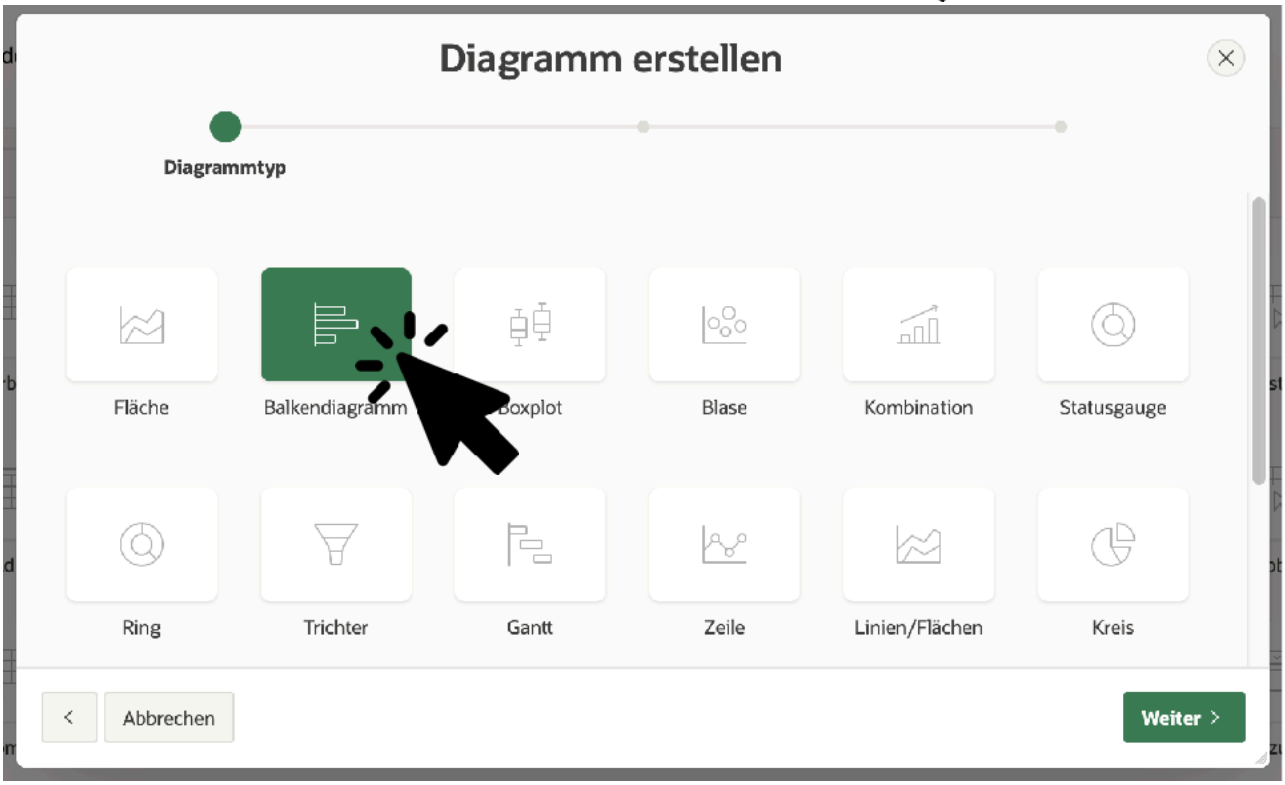 Diagramm erstellen
Diagrammtyp
Fläche Balkendiagramm Boxplot Blase Kombination Statusgauge
Ring Trichter Gantt Zeile Linien/Flächen Kreis
Abbrechen Weiter